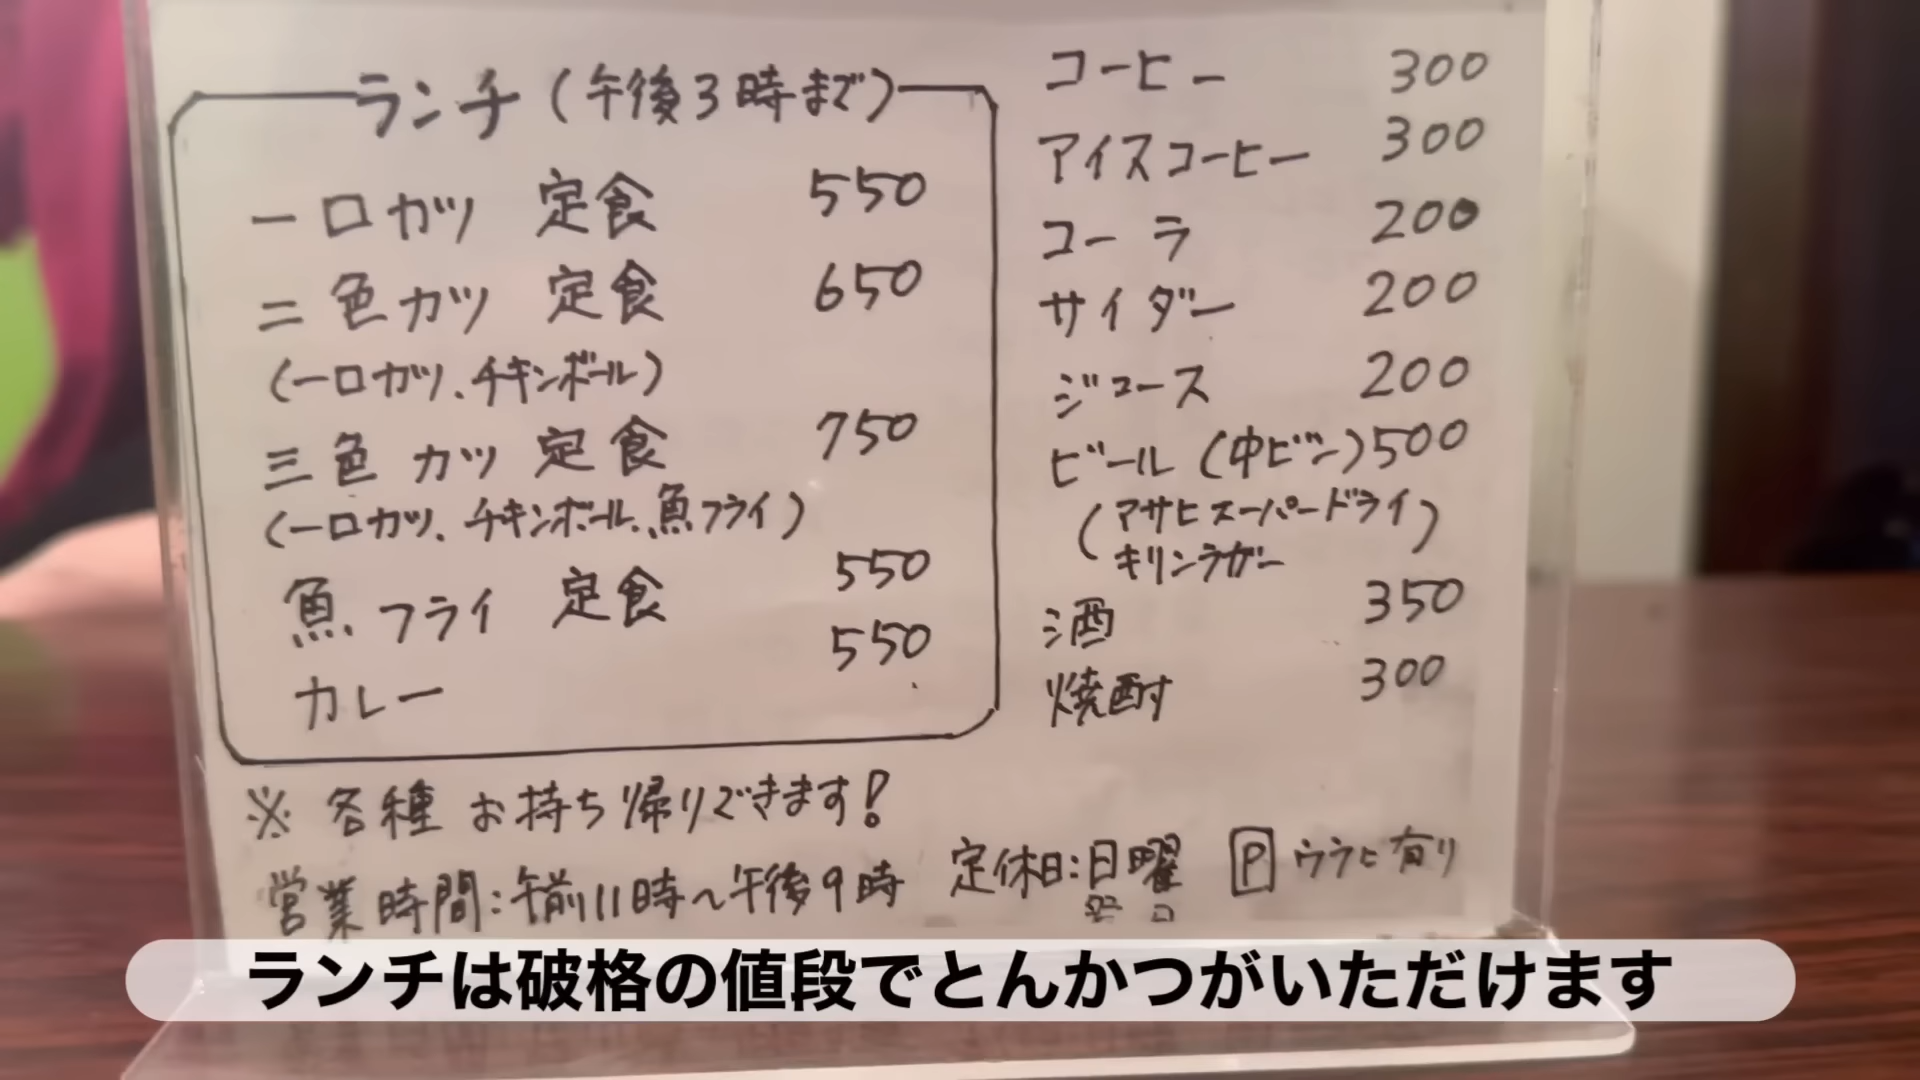 ランチ (午後3時まで)
一口カツ 定食 550
二色カツ 定食 650
(一口カツ、チキンボール)
三色カツ 定食 750
(一口カツ、チキンボール、魚フライ)
魚フライ 定食 550
カレー 550
※ 各種 お持ち帰りできます!
営業時間:午前11時〜午後9時
コーヒー 300
アイスコーヒー 300
コーラ 200
サイダー 200
ジュース 200
ビール (中ビン) 500
(アサヒスーパードライ
キリンラガー)
酒 350
焼酎 300
定休日:日曜
祭日
P ウラに有り
ランチは破格の値段でとんかつがいただけます